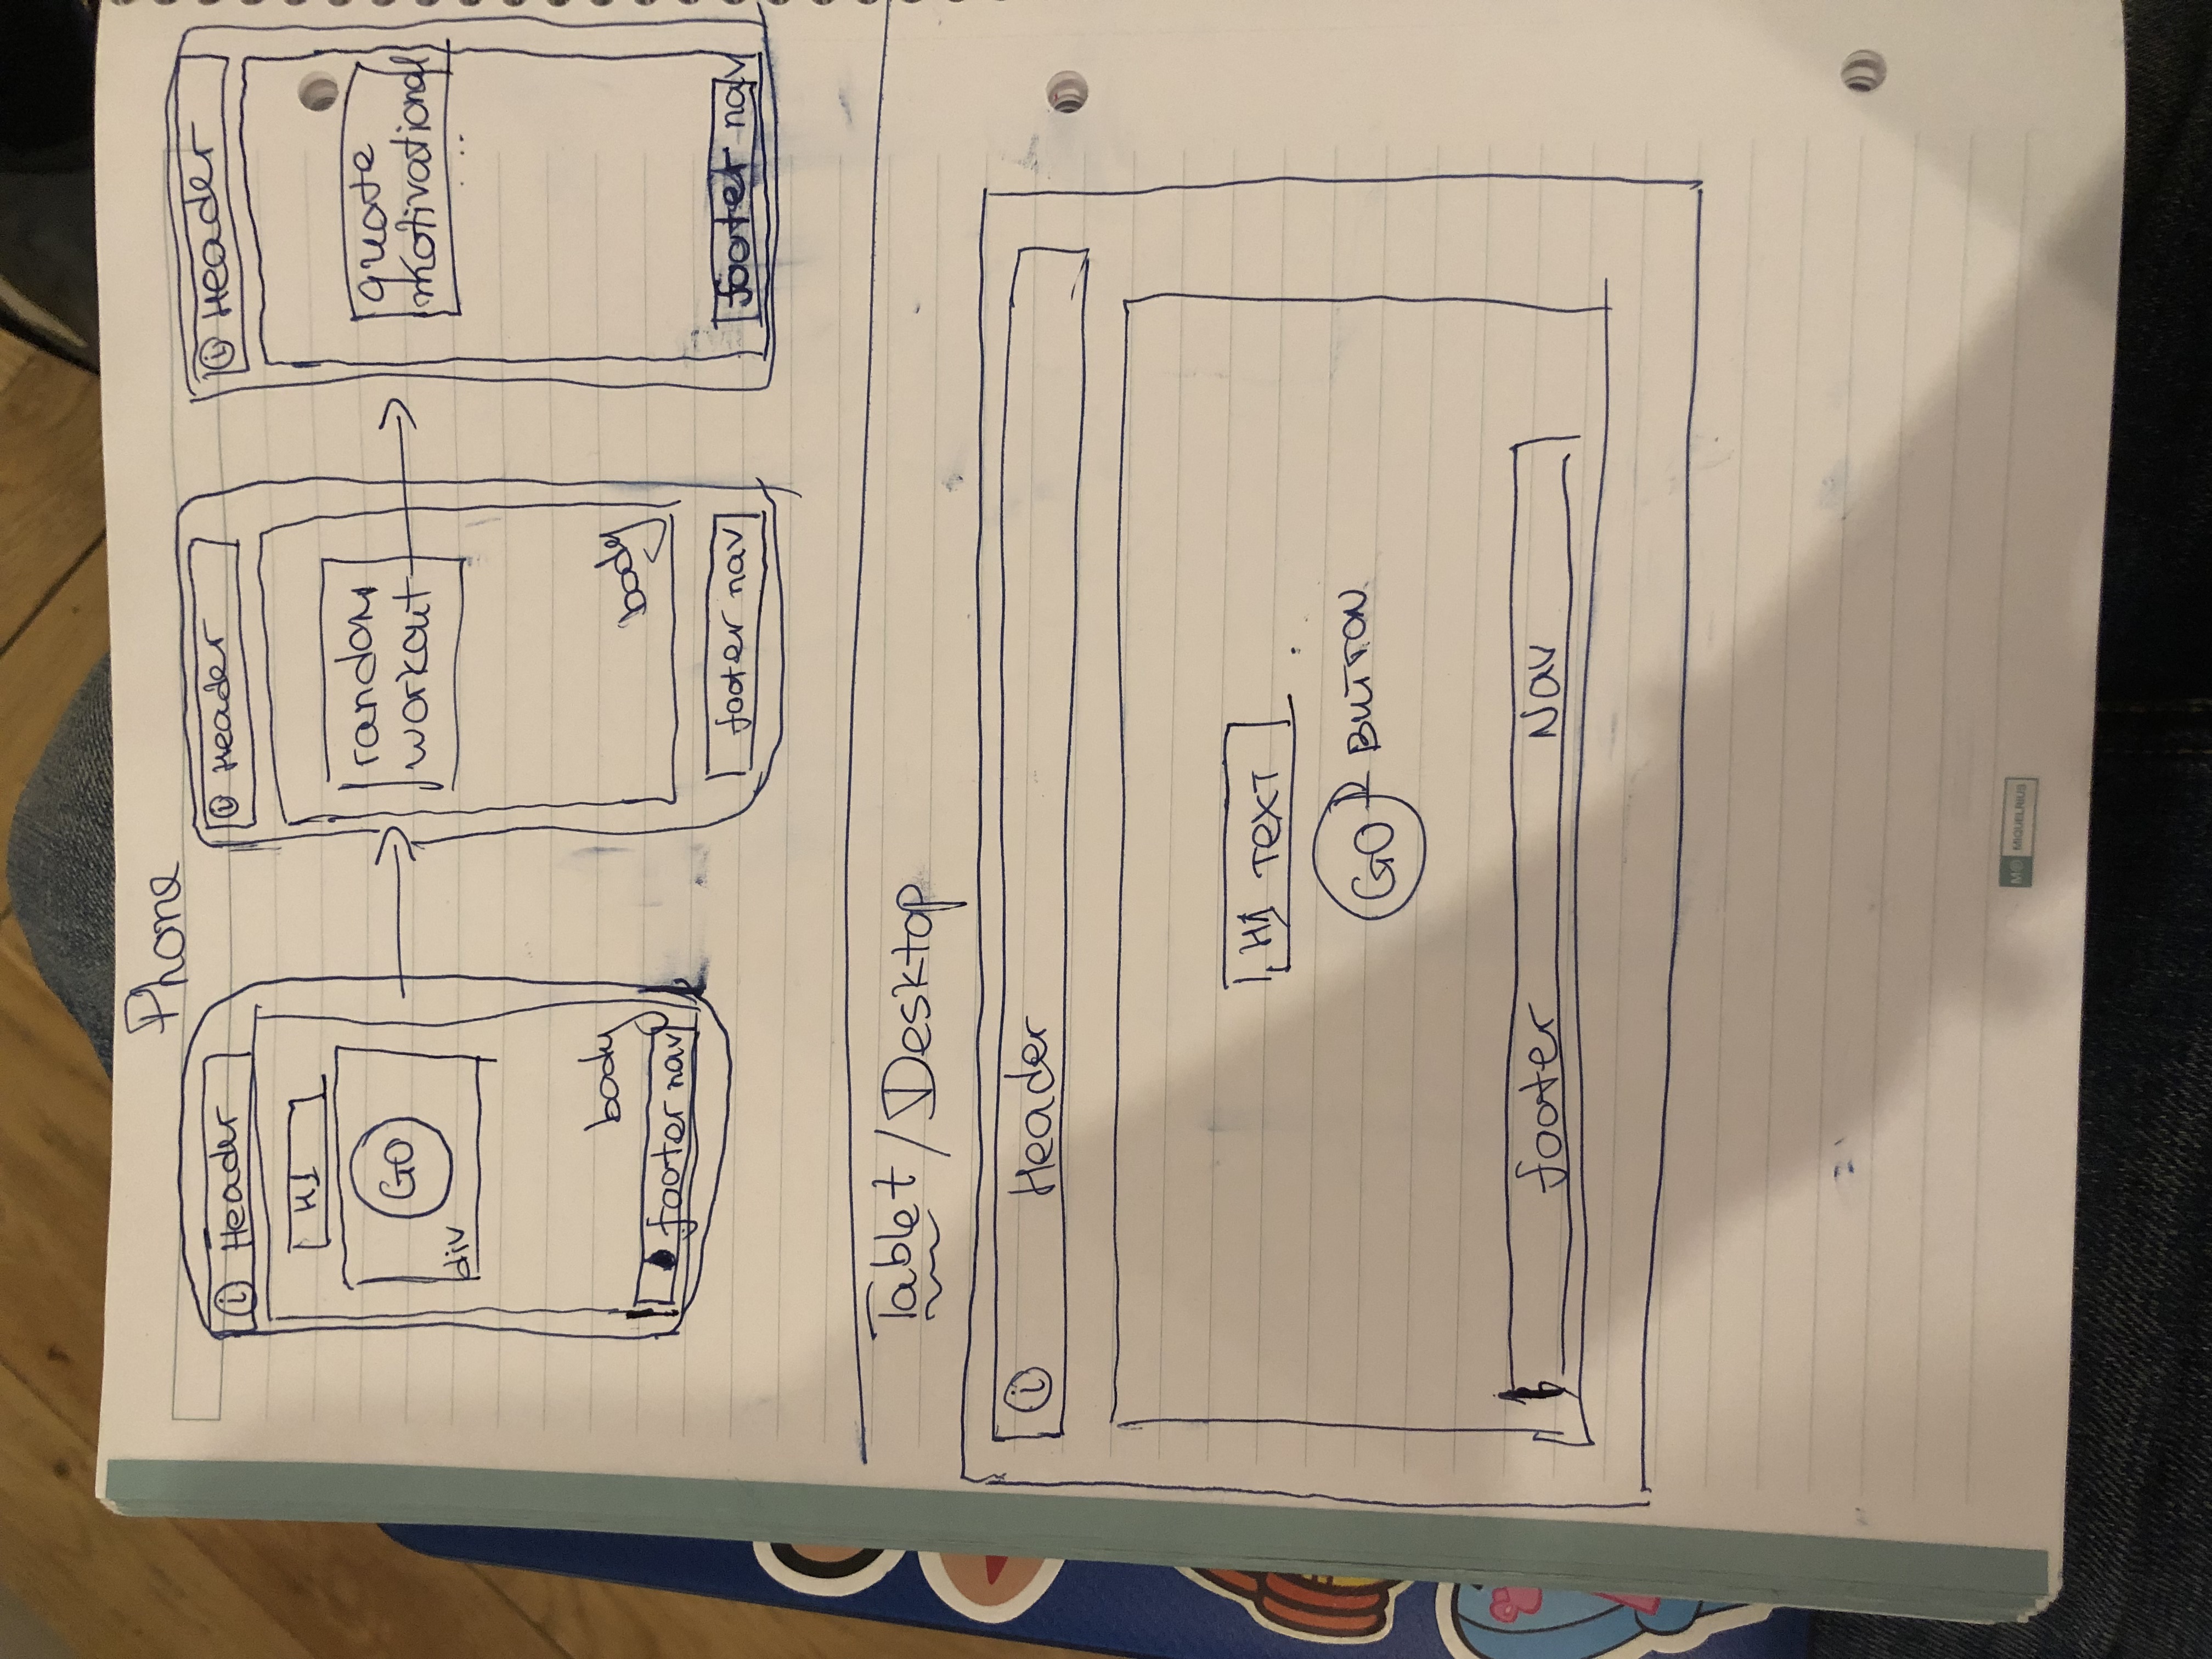 Phone
i Header
H1
GO
div
body
footer nav
i Header
random
workout
body
footer nav
i Header
quote
motivational
footer nav
Tablet / Desktop
i Header
H1 TEXT
GO BUTTON
footer Nav
MIQUELRIUS